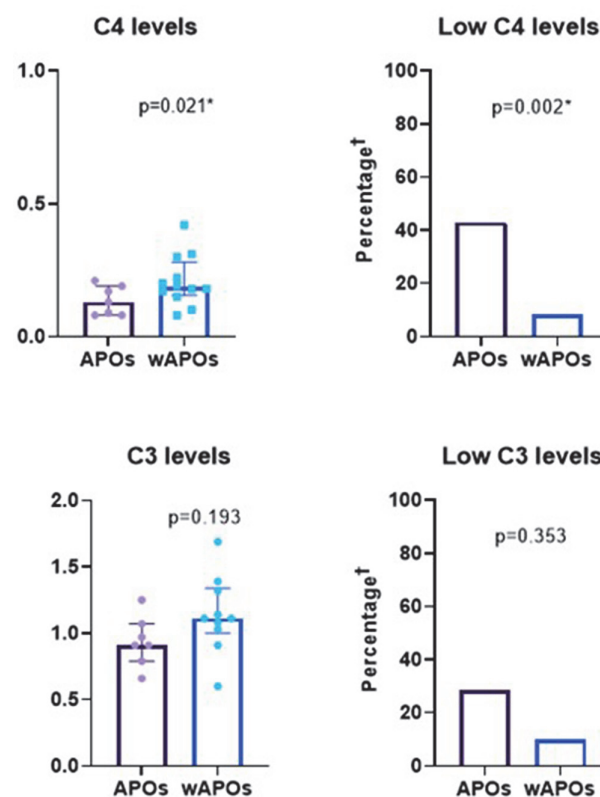 C4 levels
1.0
0.5
0.0
p=0.021*
APOs wAPOs
Low C4 levels
Percentage†
100
80
60
40
20
0
p=0.002*
APOs wAPOs
C3 levels
2.0
1.5
1.0
0.5
0.0
p=0.193
APOs wAPOs
Low C3 levels
Percentage†
100
80
60
40
20
0
p=0.353
APOs wAPOs